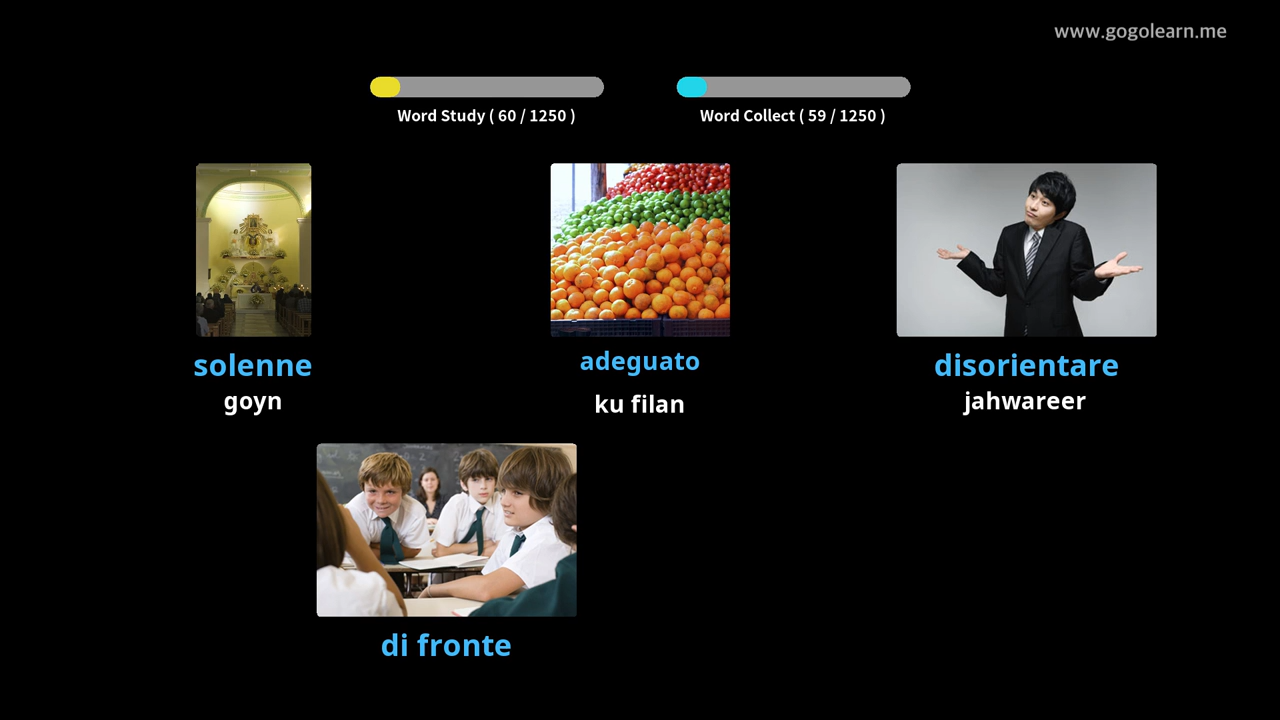 www.gogolearn.me
Word Study ( 60 / 1250 )
Word Collect ( 59 / 1250 )
solenne
goyn
adeguato
ku filan
disorientare
jahwareer
di fronte